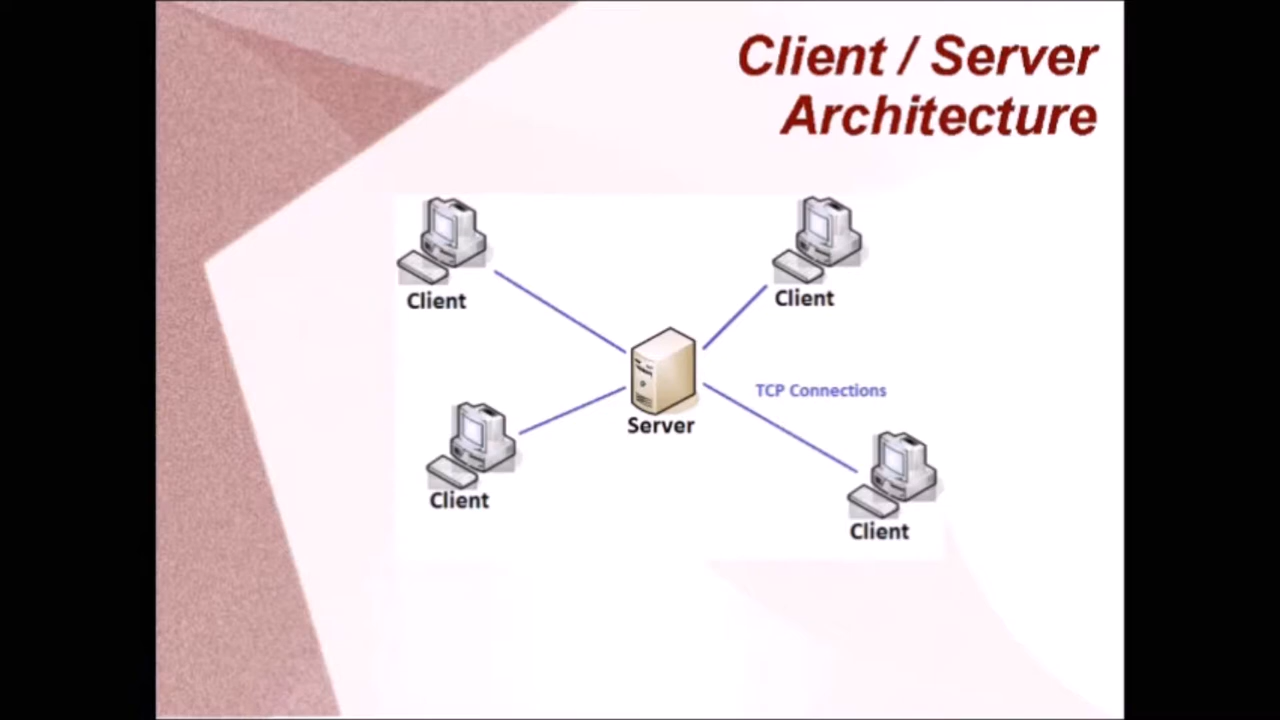 Client / Server
Architecture
Client
Client
Server
TCP Connections
Client
Client